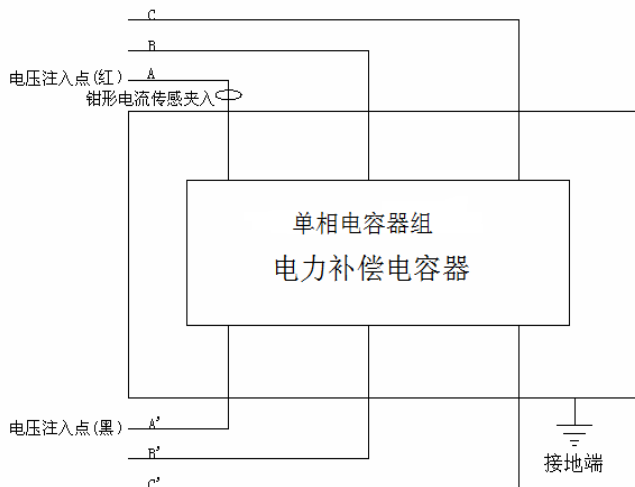 C
B
电压注入点(红) A
钳形电流传感夹入
单相电容器组
电力补偿电容器
电压注入点(黑) A'
B'
接地端
C'